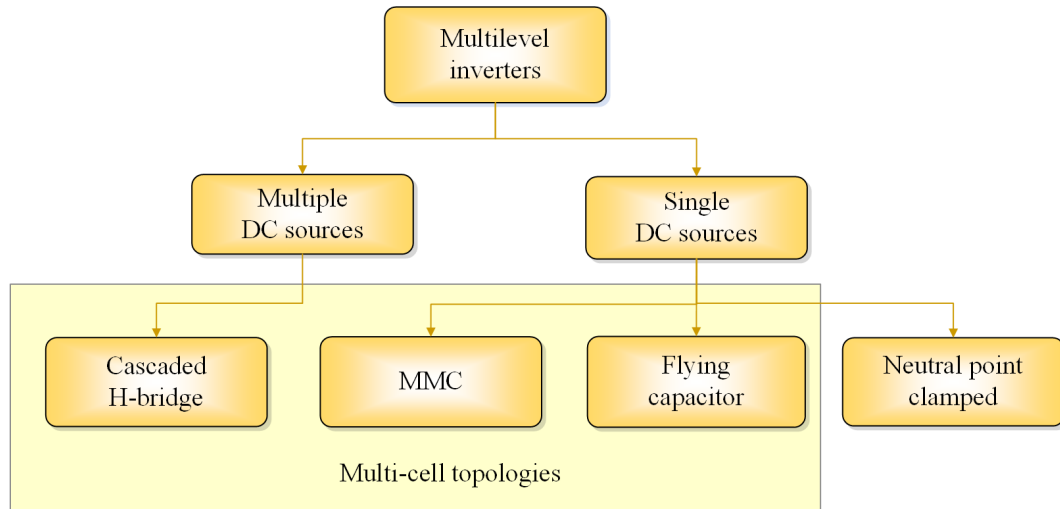 Multilevel
inverters
Multiple
DC sources
Single
DC sources
Cascaded
H-bridge
MMC
Flying
capacitor
Neutral point
clamped
Multi-cell topologies